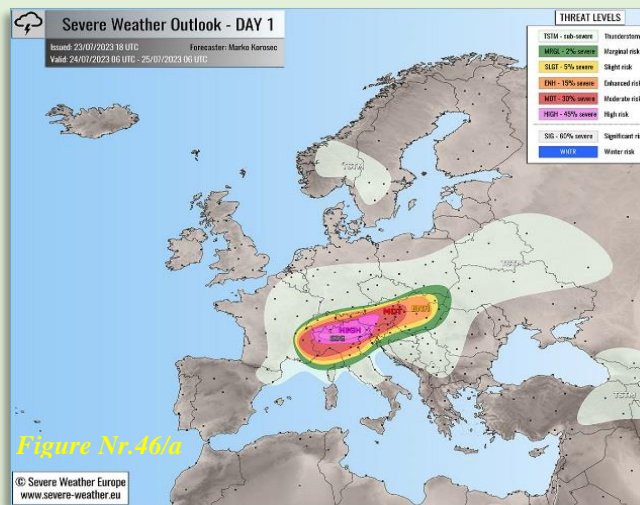 Severe Weather Outlook - DAY 1
Issued: 23/07/2023 18 UTC Forecaster: Marko Korosec
Valid: 24/07/2023 06 UTC - 25/07/2023 06 UTC
THREAT LEVELS
TSTM - sub-severe Thunderstorm
MRGL - 2% severe Marginal risk
SLGT - 5% severe Slight risk
ENH - 15% severe Enhanced risk
MDT - 30% severe Moderate risk
HIGH - 45% severe High risk
SIG - 60% severe Significant ri
WNTR Winter risk
TSTM
TSTM
MDT ENH
HIGH
SIG
TSTM
Figure Nr.46/a
© Severe Weather Europe
www.severe-weather.eu